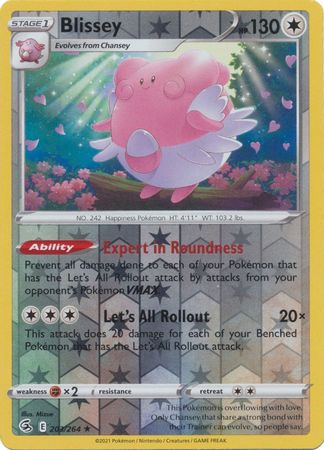 STAGE 1
Blissey
HP 130
Evolves from Chansey
NO. 242 Happiness Pokémon HT: 4'11" WT: 103.2 lbs.
Ability Expert in Roundness
Prevent all damage done to each of your Pokémon that
has the Let's All Rollout attack by attacks from your
opponent's Pokémon VMAX.
Let's All Rollout 20×
This attack does 20 damage for each of your Benched
Pokémon that has the Let's All Rollout attack.
weakness ×2 resistance retreat
Illus. Mizue
This Pokémon is overflowing with love.
Only Chansey that share a strong bond with
their Trainer can evolve, so people say.
E 203/264 ★
©2021 Pokémon / Nintendo / Creatures / GAME FREAK.